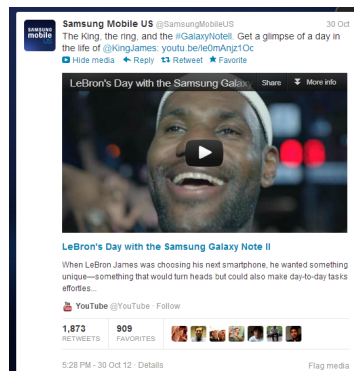 SAMSUNG
mobile
Samsung Mobile US @SamsungMobileUS 30 Oct
The King, the ring, and the #GalaxyNoteII. Get a glimpse of a day in
the life of @KingJames: youtu.be/Ie0mAnjz1Oc
Hide media Reply Retweet Favorite
LeBron's Day with the Samsung Galax Share More info
LeBron's Day with the Samsung Galaxy Note II
When LeBron James was choosing his next smartphone, he wanted something
unique—something that would turn heads but could also make day-to-day tasks
effortles...
YouTube @YouTube · Follow
1,873 909
RETWEETS FAVORITES
5:28 PM - 30 Oct 12 · Details Flag media